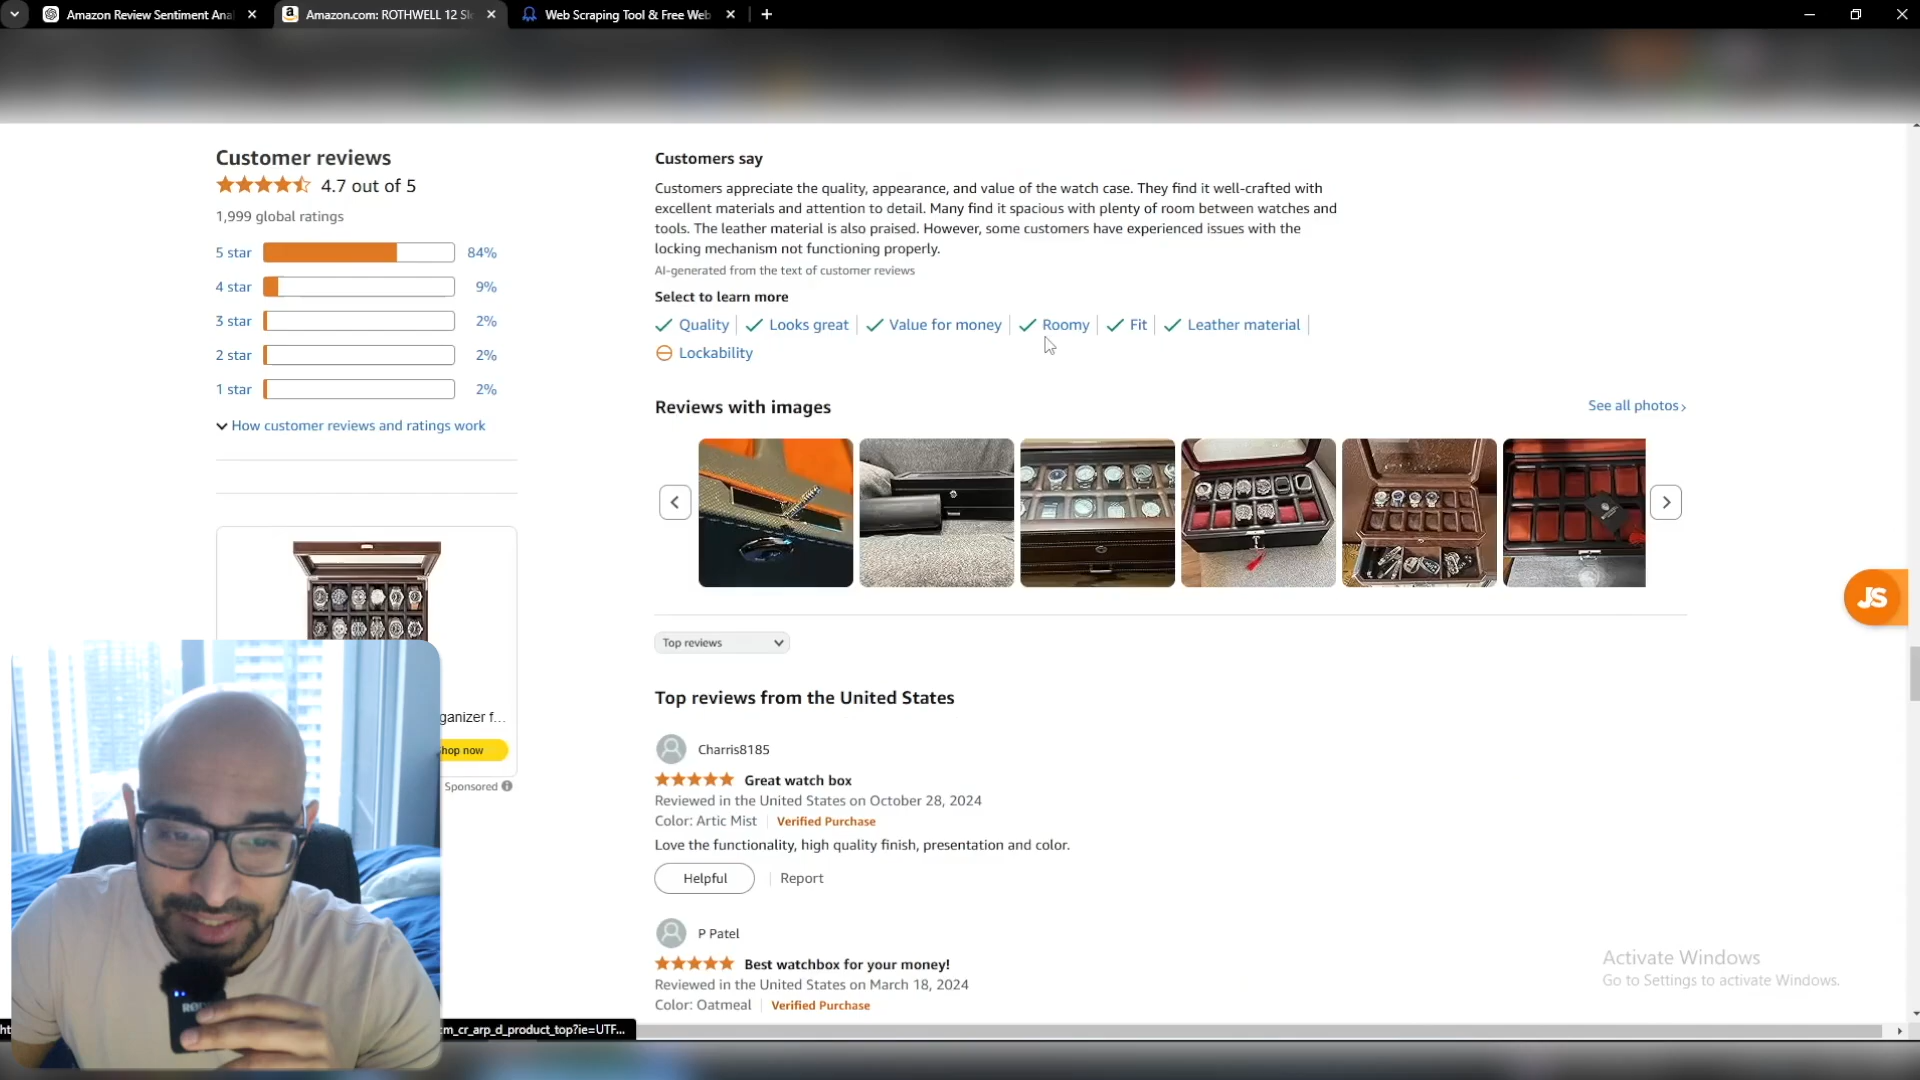 Amazon Review Sentiment Anal
Amazon.com: ROTHWELL 12 Sl
Web Scraping Tool & Free Web
Customer reviews
4.7 out of 5
1,999 global ratings
5 star 84%
4 star 9%
3 star 2%
2 star 2%
1 star 2%
How customer reviews and ratings work
ganizer f...
hop now
Sponsored
Customers say
Customers appreciate the quality, appearance, and value of the watch case. They find it well-crafted with
excellent materials and attention to detail. Many find it spacious with plenty of room between watches and
tools. The leather material is also praised. However, some customers have experienced issues with the
locking mechanism not functioning properly.
AI-generated from the text of customer reviews
Select to learn more
Quality | Looks great | Value for money | Roomy | Fit | Leather material |
Lockability
Reviews with images
See all photos ›
Top reviews
Top reviews from the United States
Charris8185
Great watch box
Reviewed in the United States on October 28, 2024
Color: Artic Mist | Verified Purchase
Love the functionality, high quality finish, presentation and color.
Helpful | Report
P Patel
Best watchbox for your money!
Reviewed in the United States on March 18, 2024
Color: Oatmeal | Verified Purchase
JS
Activate Windows
Go to Settings to activate Windows.
ht
cm_cr_arp_d_product_top?ie=UTF...